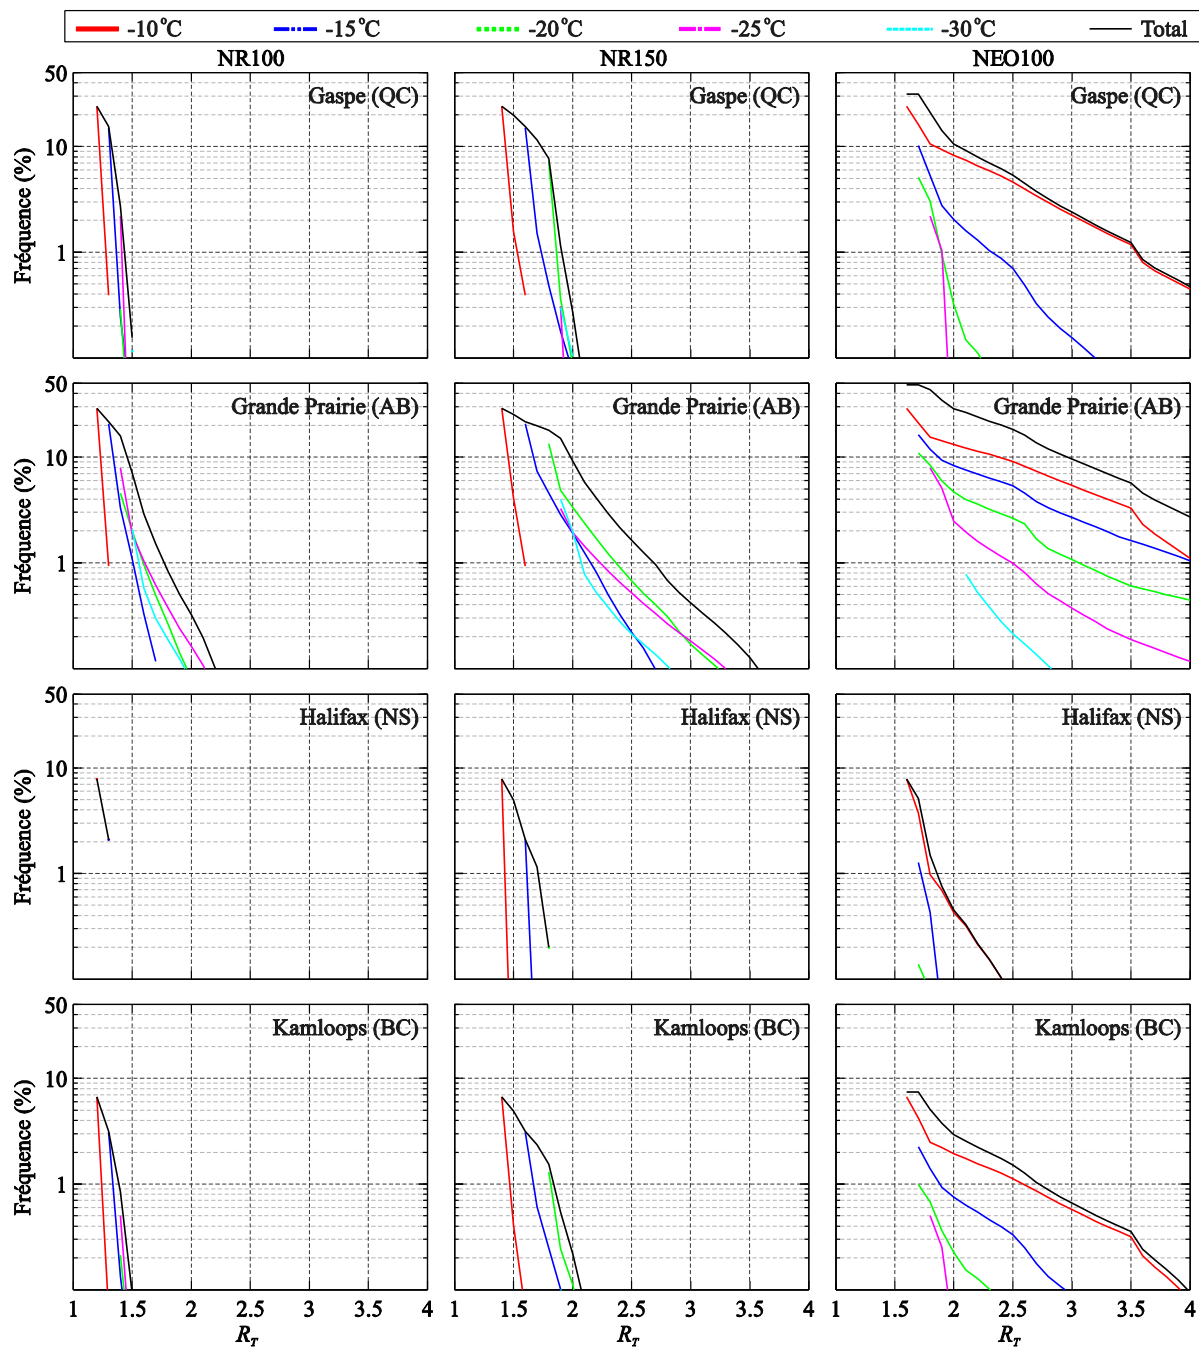 -10°C -15°C -20°C -25°C -30°C Total
NR100 NR150 NEO100
50 Gaspe (QC) Gaspe (QC) Gaspe (QC)
10
Fréquence (%)
1
50 Grande Prairie (AB) Grande Prairie (AB) Grande Prairie (AB)
10
Fréquence (%)
1
50 Halifax (NS) Halifax (NS) Halifax (NS)
10
Fréquence (%)
1
50 Kamloops (BC) Kamloops (BC) Kamloops (BC)
10
Fréquence (%)
1
1 1.5 2 2.5 3 3.5 4 1 1.5 2 2.5 3 3.5 4 1.5 2 2.5 3 3.5 4
R_T R_T R_T